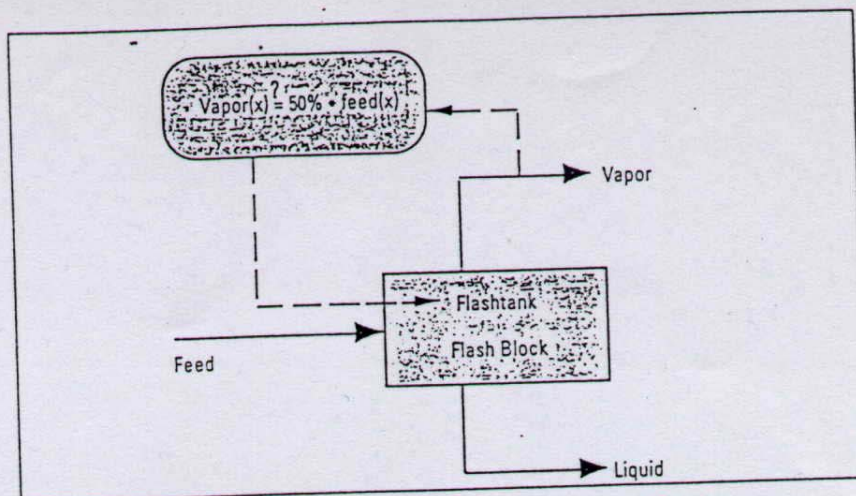 ?
Vapor(x) = 50% • feed(x)
Vapor
Flashtank
Flash Block
Feed
Liquid